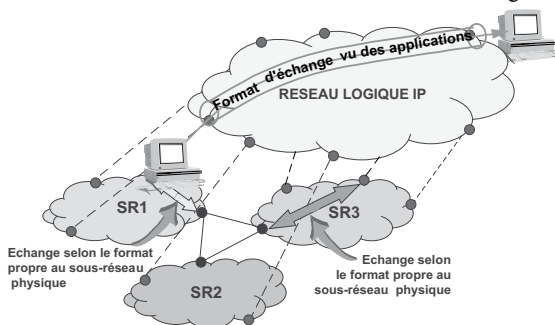 Format d'échange vu des applications
RESEAU LOGIQUE IP
SR1
SR3
Echange selon le format
propre au sous-réseau
physique
Echange selon
le format propre au
sous-réseau physique
SR2